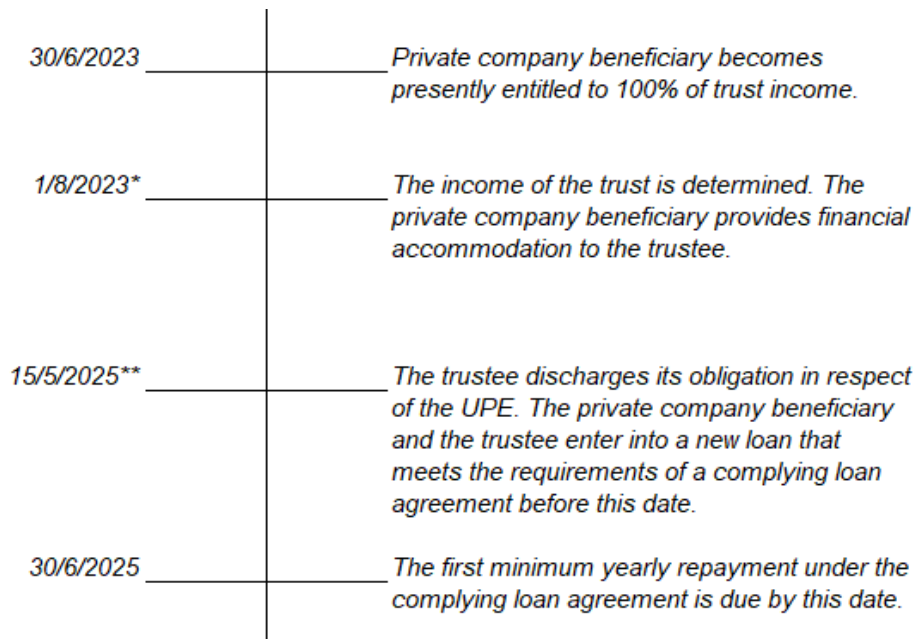 30/6/2023 Private company beneficiary becomes
presently entitled to 100% of trust income.
1/8/2023* The income of the trust is determined. The
private company beneficiary provides financial
accommodation to the trustee.
15/5/2025** The trustee discharges its obligation in respect
of the UPE. The private company beneficiary
and the trustee enter into a new loan that
meets the requirements of a complying loan
agreement before this date.
30/6/2025 The first minimum yearly repayment under the
complying loan agreement is due by this date.